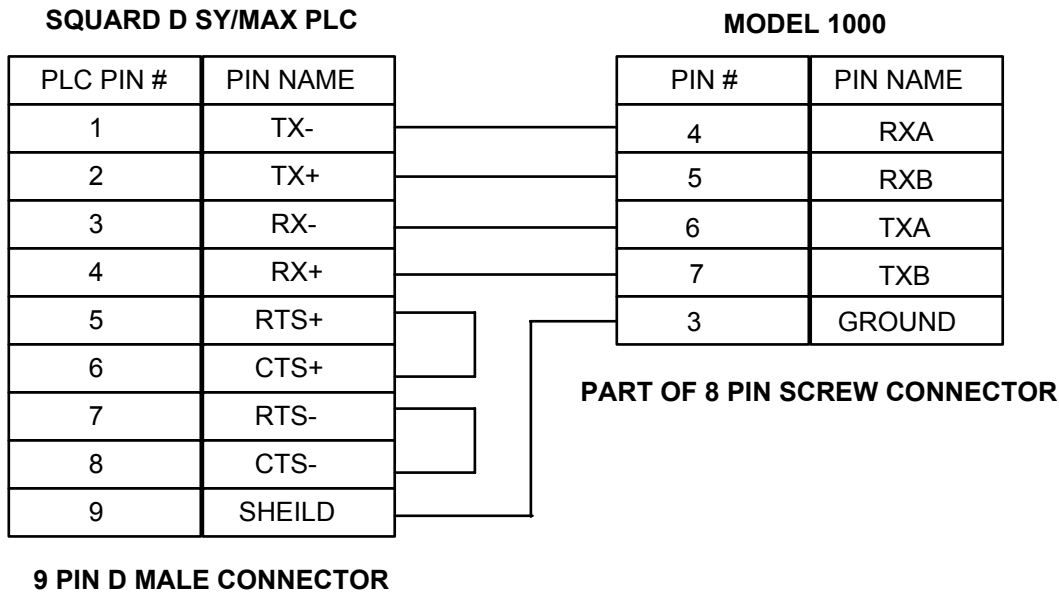 SQUARD D SY/MAX PLC
MODEL 1000
PLC PIN # PIN NAME
1 TX-
2 TX+
3 RX-
4 RX+
5 RTS+
6 CTS+
7 RTS-
8 CTS-
9 SHEILD
9 PIN D MALE CONNECTOR
PIN # PIN NAME
4 RXA
5 RXB
6 TXA
7 TXB
3 GROUND
PART OF 8 PIN SCREW CONNECTOR